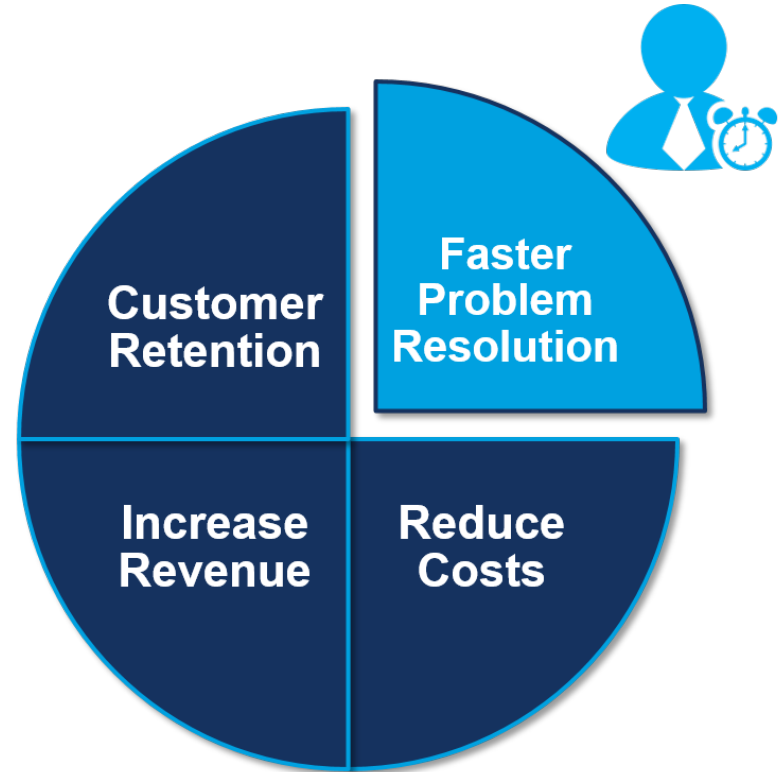 Customer
Retention
Faster
Problem
Resolution
Increase
Revenue
Reduce
Costs